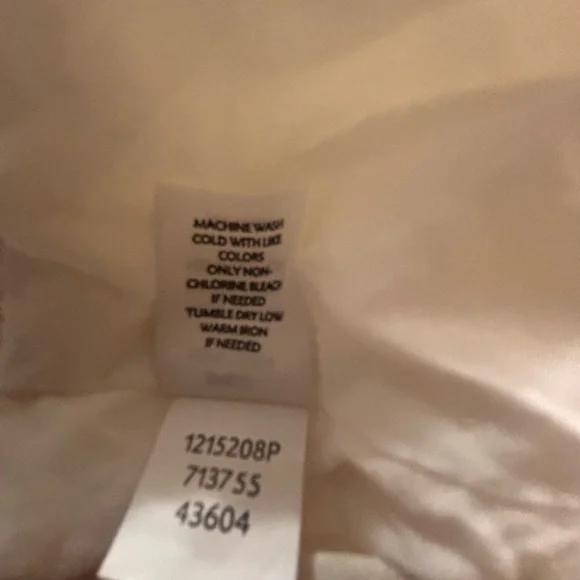 MACHINE WASH
COLD WITH LIKE
COLORS
ONLY NON-
CHLORINE BLEACH
IF NEEDED
TUMBLE DRY LOW
WARM IRON
IF NEEDED
1215208P
713755
43604